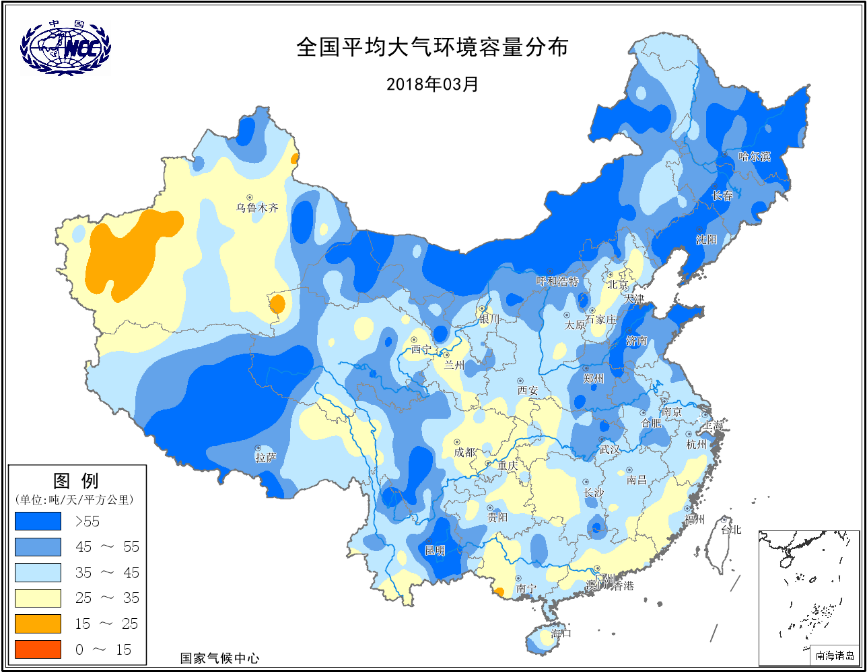 中国
NCC
全国平均大气环境容量分布
2018年03月
哈尔滨
长春
乌鲁木齐
沈阳
呼和浩特
北京
天津
银川
太原
石家庄
济南
西宁
兰州
郑州
西安
南京
合肥
上海
拉萨
成都
武汉
杭州
重庆
南昌
长沙
贵阳
福州
台北
昆明
广州
南宁
澳门
香港
海口
图 例
(单位:吨/天/平方公里)
>55
45 ～ 55
35 ～ 45
25 ～ 35
15 ～ 25
0 ～ 15
国家气候中心
南海诸岛